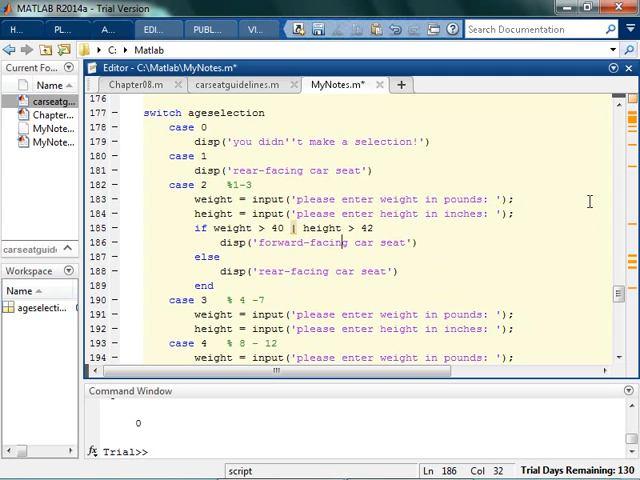 MATLAB R2014a - Trial Version
H... P... A... EDI... PUBL... VI... Search Documentation
C: Matlab
Current Fo...
Name
carseatg...
Chapter...
MyNote...
MyNote...
carseatguidelin...
Workspace
Name
ageselecti...
Editor - C:\Matlab\MyNotes.m*
Chapter08.m carseatguidelines.m MyNotes.m*
176
177 switch ageselection
178 case 0
179 disp('you didn''t make a selection!')
180 case 1
181 disp('rear-facing car seat')
182 case 2 %1-3
183 weight = input('please enter weight in pounds: ');
184 height = input('please enter height in inches: ');
185 if weight > 40 | height > 42
186 disp('forward-facing car seat')
187 else
188 disp('rear-facing car seat')
189 end
190 case 3 % 4 -7
191 weight = input('please enter weight in pounds: ');
192 height = input('please enter height in inches: ');
193 case 4 % 8 - 12
194 weight = input('please enter weight in pounds: ');
Command Window
0
fx Trial>>
script Ln 186 Col 32 Trial Days Remaining: 130